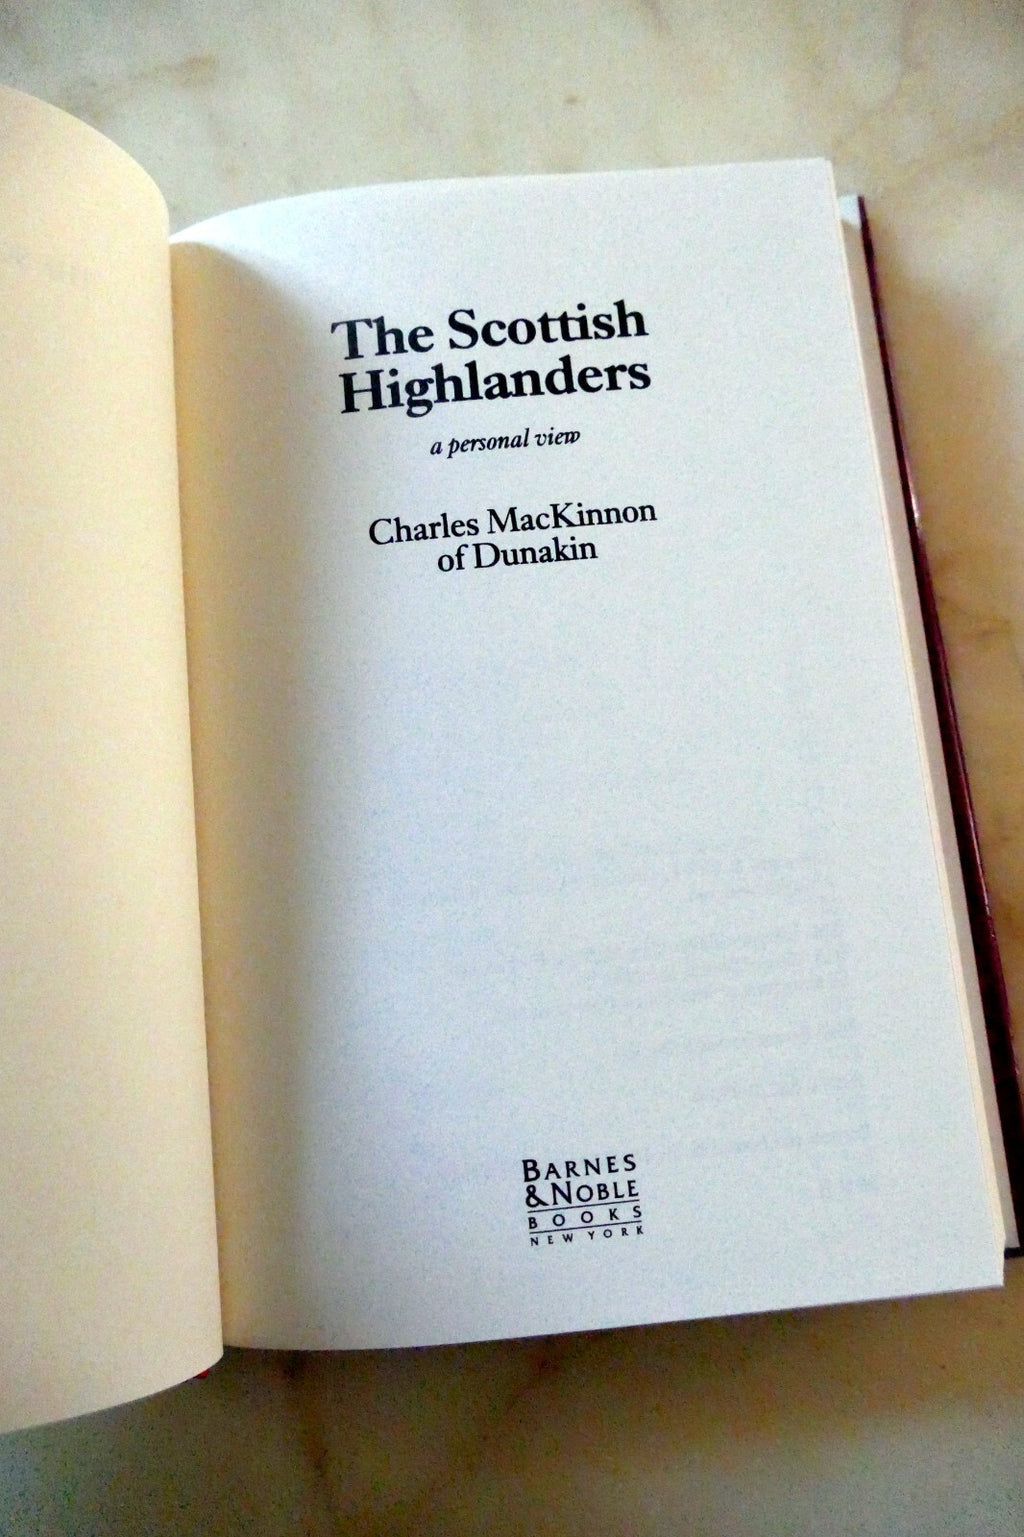 The Scottish
Highlanders
a personal view
Charles MacKinnon
of Dunakin
BARNES
& NOBLE
BOOKS
NEW YORK